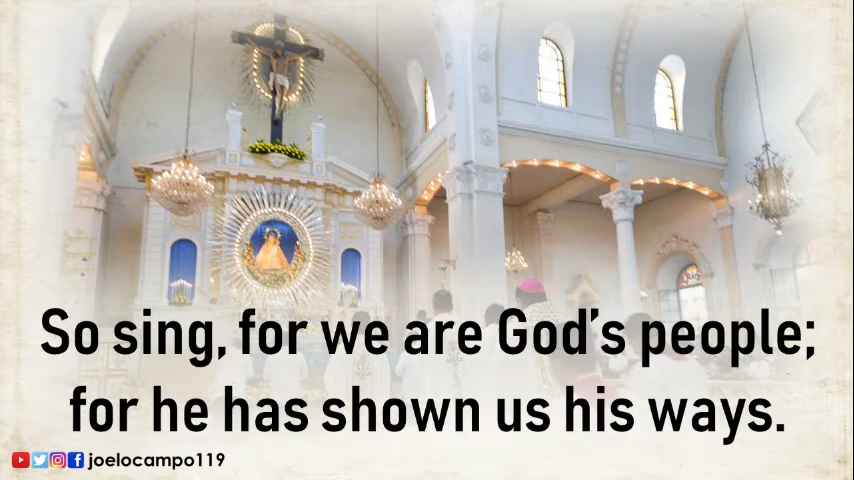 So sing, for we are God’s people;
for he has shown us his ways.
joelocampo119